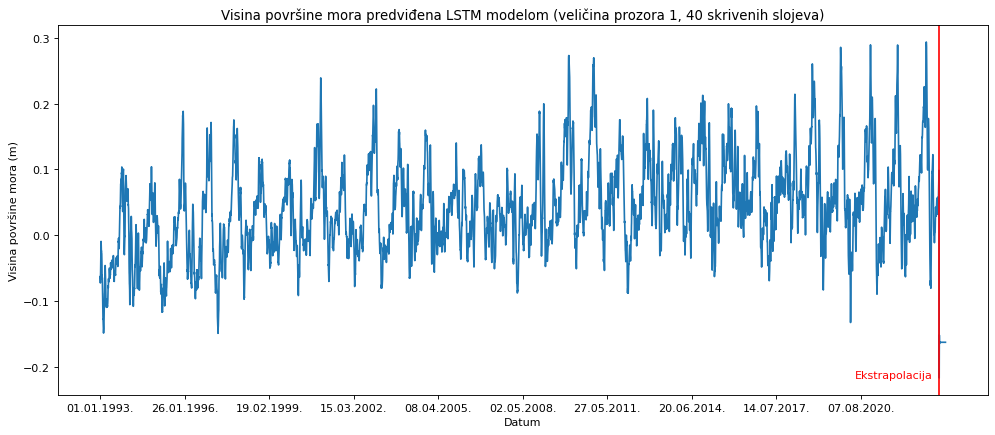 Visina površine mora predviđena LSTM modelom (veličina prozora 1, 40 skrivenih slojeva)
Visina površine mora (m)
0.3
0.2
0.1
0.0
−0.1
−0.2
Ekstrapolacija
01.01.1993. 26.01.1996. 19.02.1999. 15.03.2002. 08.04.2005. 02.05.2008. 27.05.2011. 20.06.2014. 14.07.2017. 07.08.2020.
Datum